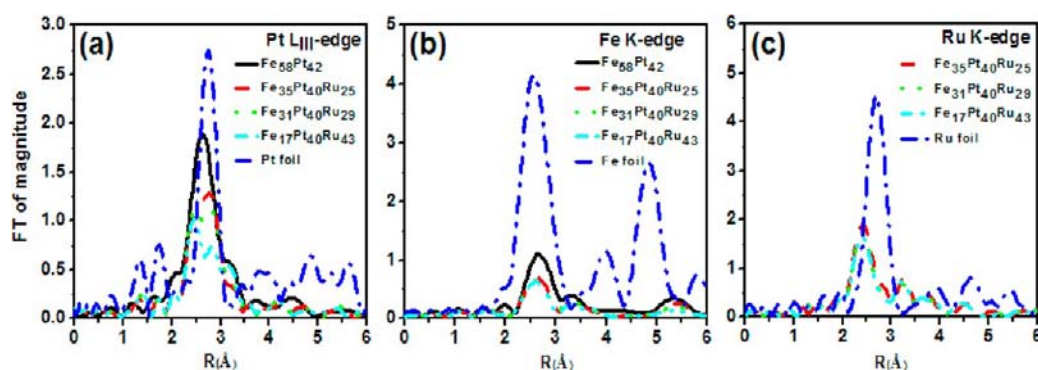 (a) Pt L_III-edge
Fe58Pt42
Fe35Pt40Ru25
Fe31Pt40Ru29
Fe17Pt40Ru43
Pt foil
FT of magnitude
3.0
2.5
2.0
1.5
1.0
0.5
0.0
0 1 2 3 4 5 6
R(Å)
(b) Fe K-edge
Fe58Pt42
Fe35Pt40Ru25
Fe31Pt40Ru29
Fe17Pt40Ru43
Fe foil
5
4
3
2
1
0
0 1 2 3 4 5 6
R(Å)
(c) Ru K-edge
Fe35Pt40Ru25
Fe31Pt40Ru29
Fe17Pt40Ru43
Ru foil
6
5
4
3
2
1
0
0 1 2 3 4 5 6
R(Å)